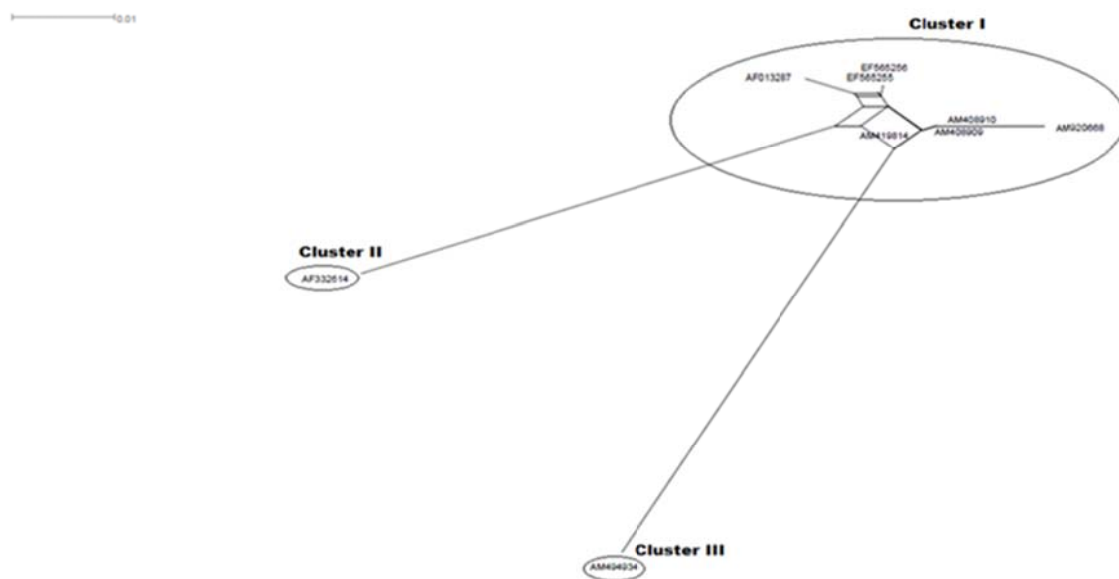 0.01
Cluster I
EF565256
AF013287
EF565255
AM408910
AM920668
AM419814
AM408909
Cluster II
AF332614
Cluster III
AM494934